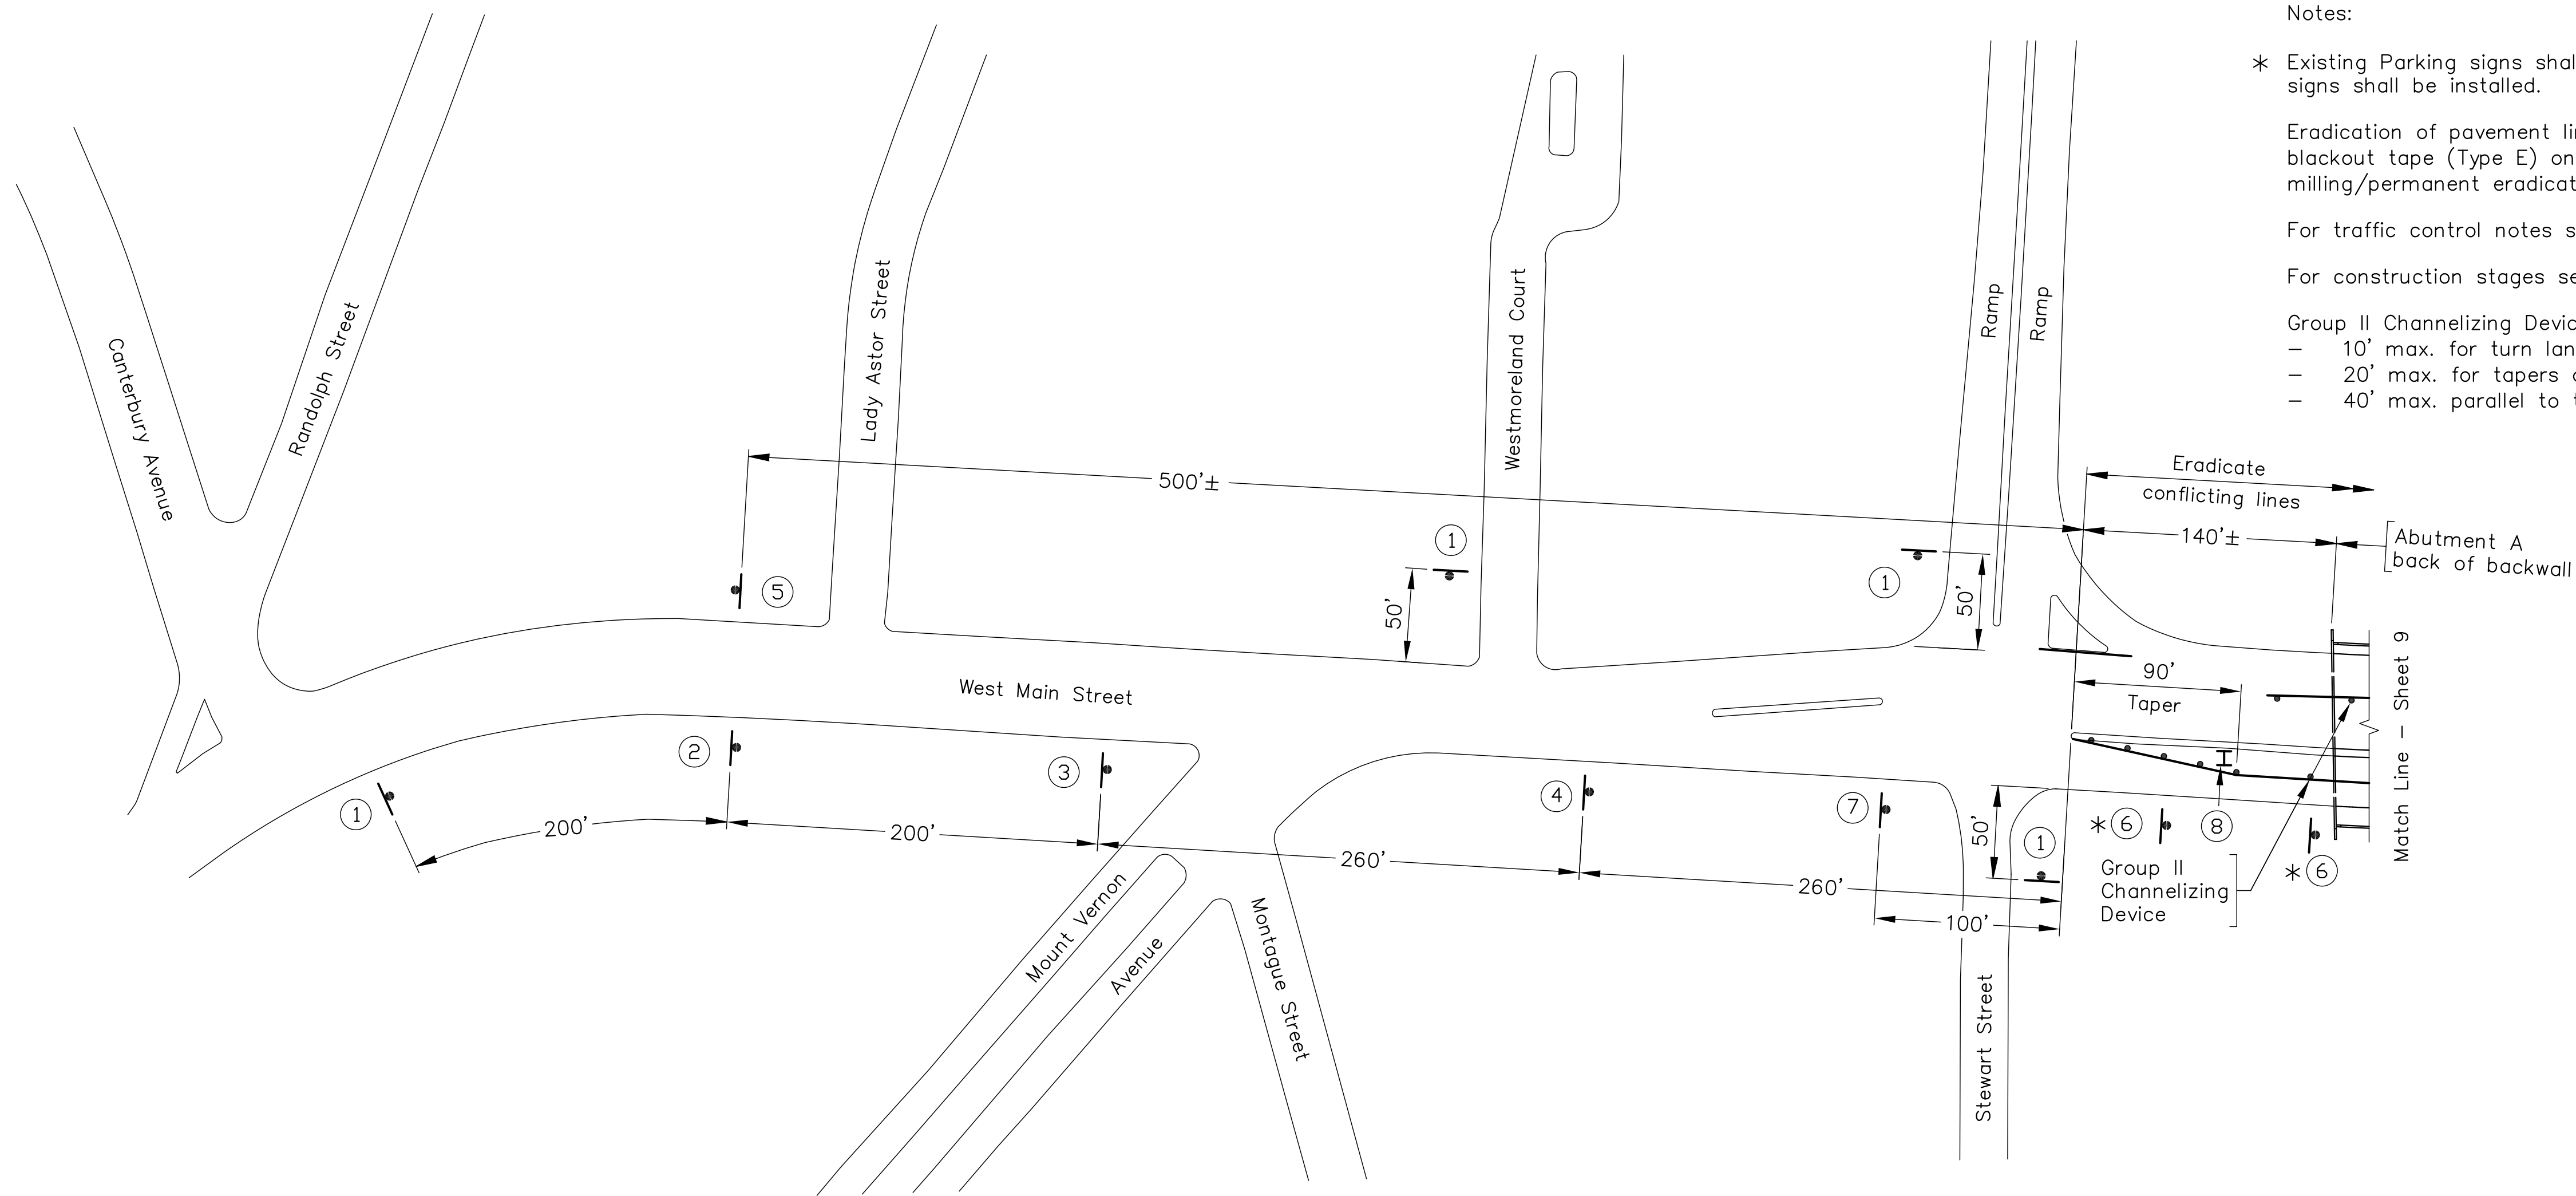 Notes:
* Existing Parking signs shal
signs shall be installed.
Eradication of pavement lin
blackout tape (Type E) on
milling/permanent eradicat
For traffic control notes s
For construction stages se
Group II Channelizing Devic
- 10' max. for turn lan
- 20' max. for tapers
- 40' max. parallel to t
Canterbury Avenue
Randolph Street
Lady Astor Street
Westmoreland Court
Ramp
Ramp
500'±
Eradicate
conflicting lines
140'±
Abutment A
back of backwall
5
1
50'
1
50'
West Main Street
90'
Taper
Match Line - Sheet 9
2
3
1
4
7
200'
200'
260'
260'
100'
50'
1
* 6
8
* 6
Group II
Channelizing
Device
Mount Vernon
Avenue
Montague Street
Stewart Street